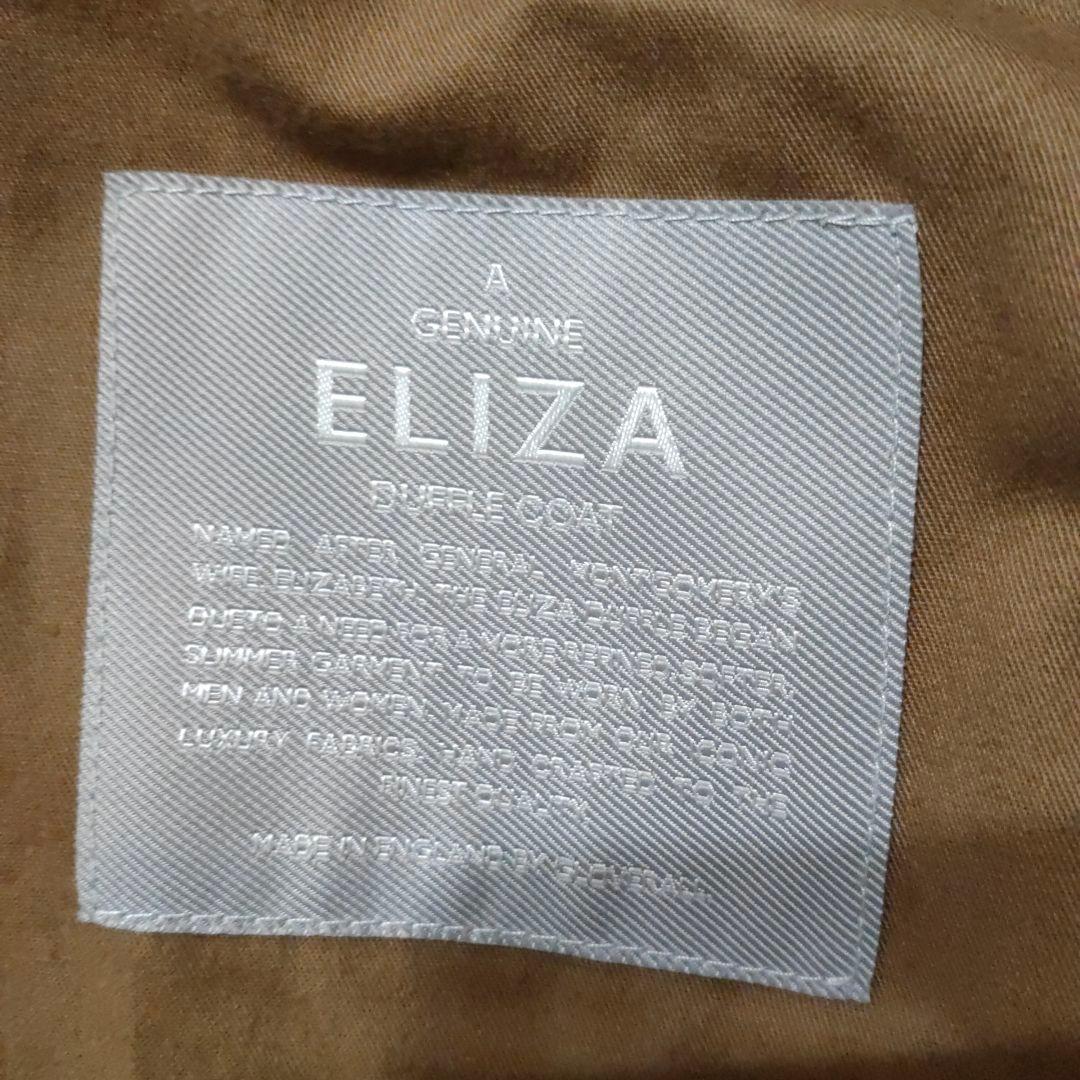 A
GENUINE
ELIZA
DUFFLE COAT
NAMED AFTER GENERAL MONTGOMERY'S
WIFE ELIZABETH, THE ELIZA DUFFLE BEGAN
DUE TO A NEED FOR A MORE REFINED, SOFTER,
SLIMMER GARMENT TO BE WORN BY BOTH
MEN AND WOMEN. MADE FROM OUR ICONIC
LUXURY FABRICS, HAND CRAFTED TO THE
FINEST QUALITY.
MADE IN ENGLAND BY GLOVERALL.